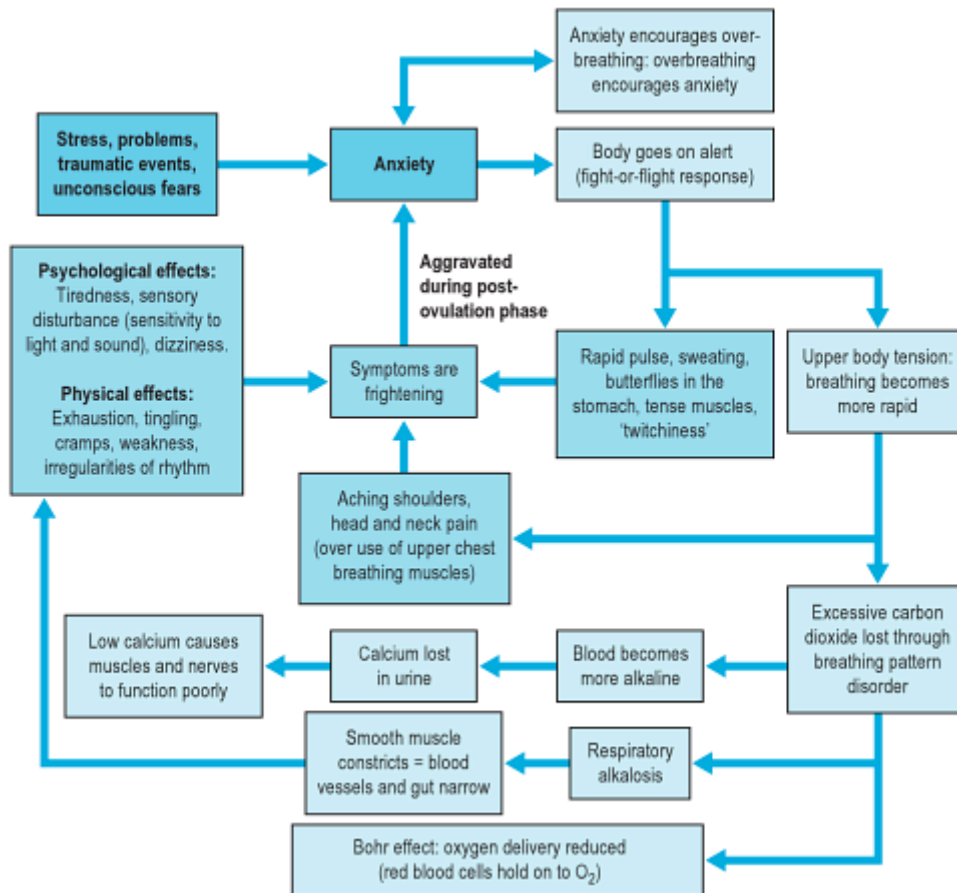 Anxiety encourages over-
breathing: overbreathing
encourages anxiety
Stress, problems,
traumatic events,
unconscious fears
Anxiety
Body goes on alert
(fight-or-flight response)
Psychological effects:
Tiredness, sensory
disturbance (sensitivity to
light and sound), dizziness.
Physical effects:
Exhaustion, tingling,
cramps, weakness,
irregularities of rhythm
Aggravated
during post-
ovulation phase
Symptoms are
frightening
Rapid pulse, sweating,
butterflies in the
stomach, tense muscles,
‘twitchiness’
Upper body tension:
breathing becomes
more rapid
Aching shoulders,
head and neck pain
(over use of upper chest
breathing muscles)
Excessive carbon
dioxide lost through
breathing pattern
disorder
Low calcium causes
muscles and nerves
to function poorly
Calcium lost
in urine
Blood becomes
more alkaline
Smooth muscle
constricts = blood
vessels and gut narrow
Respiratory
alkalosis
Bohr effect: oxygen delivery reduced
(red blood cells hold on to O₂)